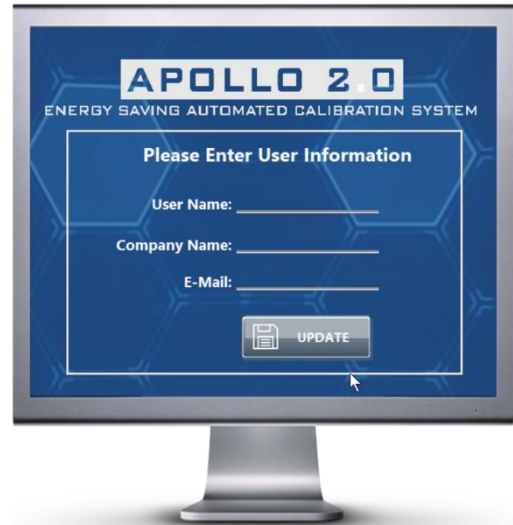 APOLLO 2.0
ENERGY SAVING AUTOMATED CALIBRATION SYSTEM
Please Enter User Information
User Name:
Company Name:
E-Mail:
UPDATE